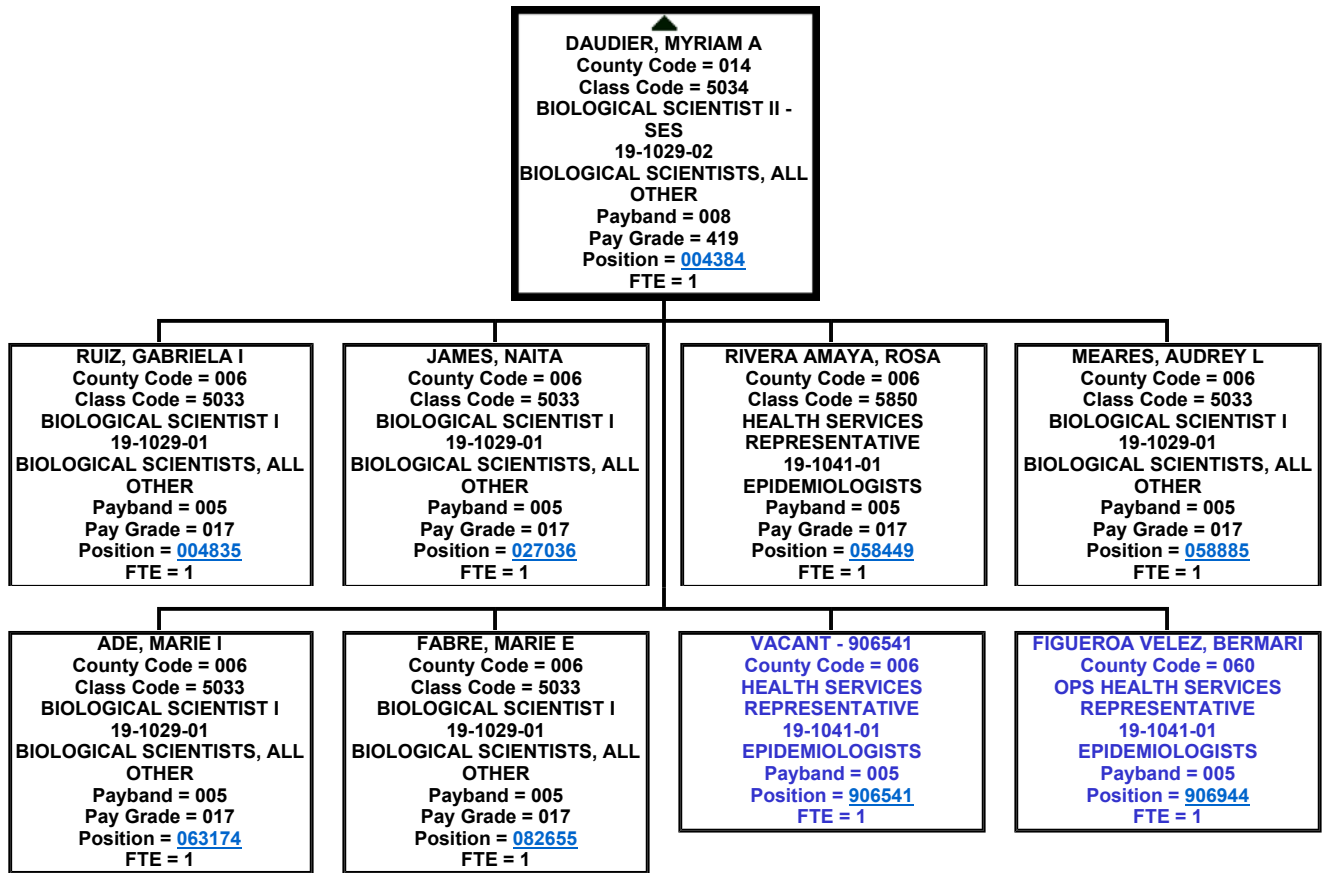 DAUDIER, MYRIAM A
County Code = 014
Class Code = 5034
BIOLOGICAL SCIENTIST II -
SES
19-1029-02
BIOLOGICAL SCIENTISTS, ALL
OTHER
Payband = 008
Pay Grade = 419
Position = 004384
FTE = 1
RUIZ, GABRIELA I
County Code = 006
Class Code = 5033
BIOLOGICAL SCIENTIST I
19-1029-01
BIOLOGICAL SCIENTISTS, ALL
OTHER
Payband = 005
Pay Grade = 017
Position = 004835
FTE = 1
JAMES, NAITA
County Code = 006
Class Code = 5033
BIOLOGICAL SCIENTIST I
19-1029-01
BIOLOGICAL SCIENTISTS, ALL
OTHER
Payband = 005
Pay Grade = 017
Position = 027036
FTE = 1
RIVERA AMAYA, ROSA
County Code = 006
Class Code = 5850
HEALTH SERVICES
REPRESENTATIVE
19-1041-01
EPIDEMIOLOGISTS
Payband = 005
Pay Grade = 017
Position = 058449
FTE = 1
MEARES, AUDREY L
County Code = 006
Class Code = 5033
BIOLOGICAL SCIENTIST I
19-1029-01
BIOLOGICAL SCIENTISTS, ALL
OTHER
Payband = 005
Pay Grade = 017
Position = 058885
FTE = 1
ADE, MARIE I
County Code = 006
Class Code = 5033
BIOLOGICAL SCIENTIST I
19-1029-01
BIOLOGICAL SCIENTISTS, ALL
OTHER
Payband = 005
Pay Grade = 017
Position = 063174
FTE = 1
FABRE, MARIE E
County Code = 006
Class Code = 5033
BIOLOGICAL SCIENTIST I
19-1029-01
BIOLOGICAL SCIENTISTS, ALL
OTHER
Payband = 005
Pay Grade = 017
Position = 082655
FTE = 1
VACANT - 906541
County Code = 006
HEALTH SERVICES
REPRESENTATIVE
19-1041-01
EPIDEMIOLOGISTS
Payband = 005
Position = 906541
FTE = 1
FIGUEROA VELEZ, BERMARI
County Code = 060
OPS HEALTH SERVICES
REPRESENTATIVE
19-1041-01
EPIDEMIOLOGISTS
Payband = 005
Position = 906944
FTE = 1